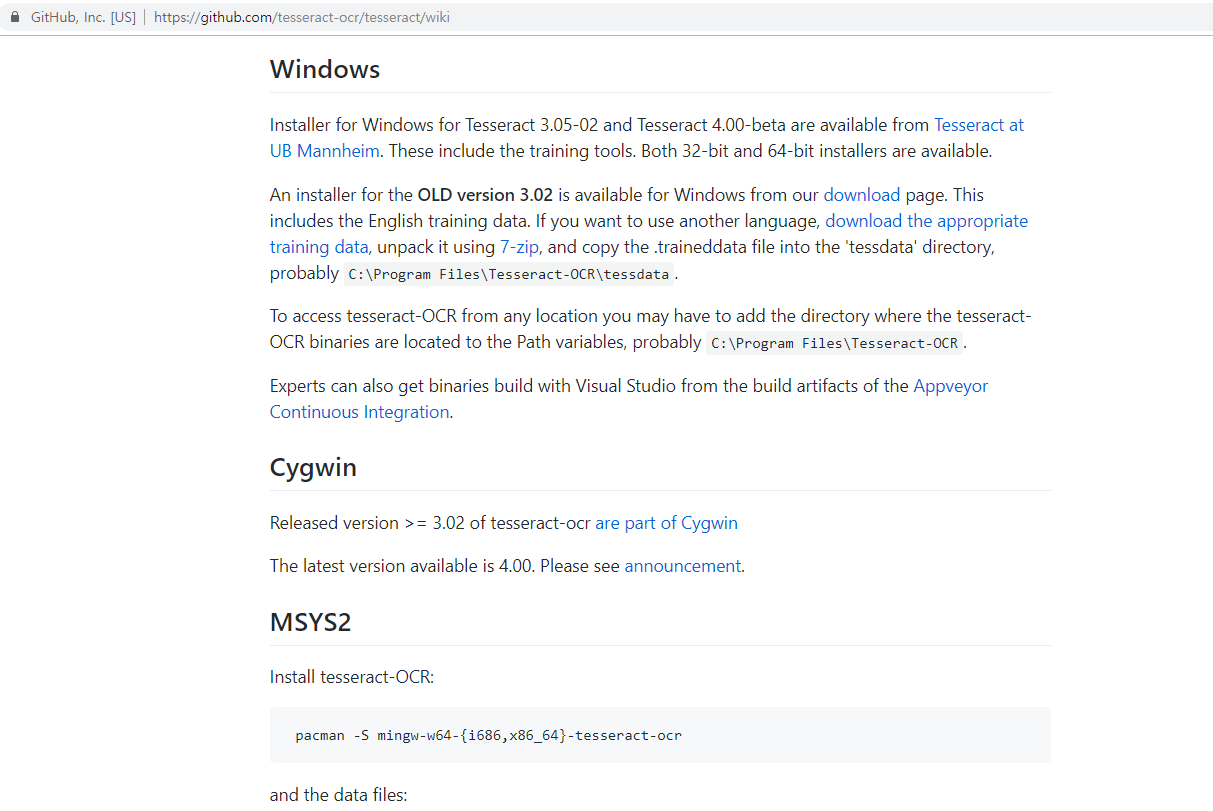 GitHub, Inc. [US] | https://github.com/tesseract-ocr/tesseract/wiki
Windows
Installer for Windows for Tesseract 3.05-02 and Tesseract 4.00-beta are available from Tesseract at
UB Mannheim. These include the training tools. Both 32-bit and 64-bit installers are available.
An installer for the OLD version 3.02 is available for Windows from our download page. This
includes the English training data. If you want to use another language, download the appropriate
training data, unpack it using 7-zip, and copy the .traineddata file into the 'tessdata' directory,
probably C:\Program Files\Tesseract-OCR\tessdata.
To access tesseract-OCR from any location you may have to add the directory where the tesseract-
OCR binaries are located to the Path variables, probably C:\Program Files\Tesseract-OCR.
Experts can also get binaries build with Visual Studio from the build artifacts of the Appveyor
Continuous Integration.
Cygwin
Released version >= 3.02 of tesseract-ocr are part of Cygwin
The latest version available is 4.00. Please see announcement.
MSYS2
Install tesseract-OCR:
pacman -S mingw-w64-{i686,x86_64}-tesseract-ocr
and the data files: